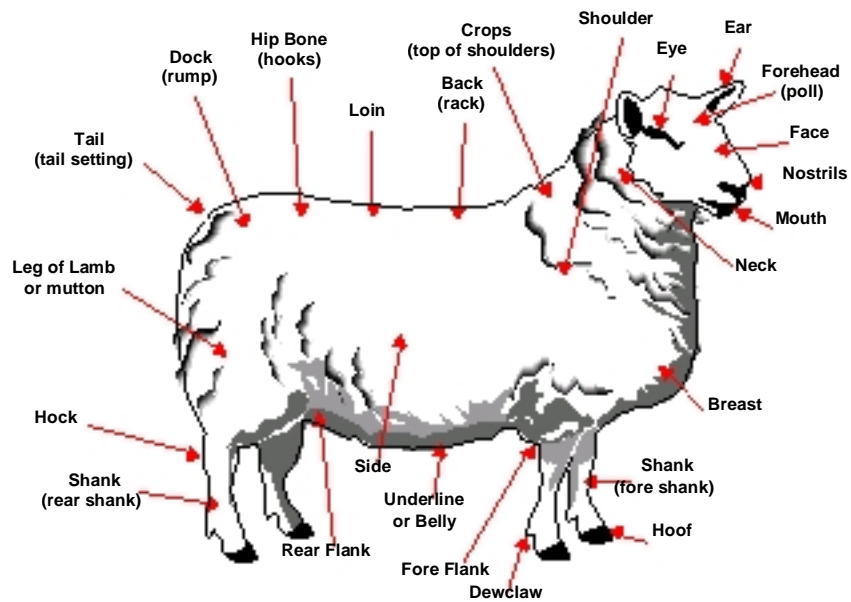 Shoulder
Ear
Crops
(top of shoulders)
Hip Bone
(hooks)
Dock
(rump)
Eye
Forehead
(poll)
Back
(rack)
Loin
Tail
(tail setting)
Face
Nostrils
Mouth
Neck
Leg of Lamb
or mutton
Breast
Hock
Side
Shank
(rear shank)
Shank
(fore shank)
Underline
or Belly
Hoof
Rear Flank
Fore Flank
Dewclaw